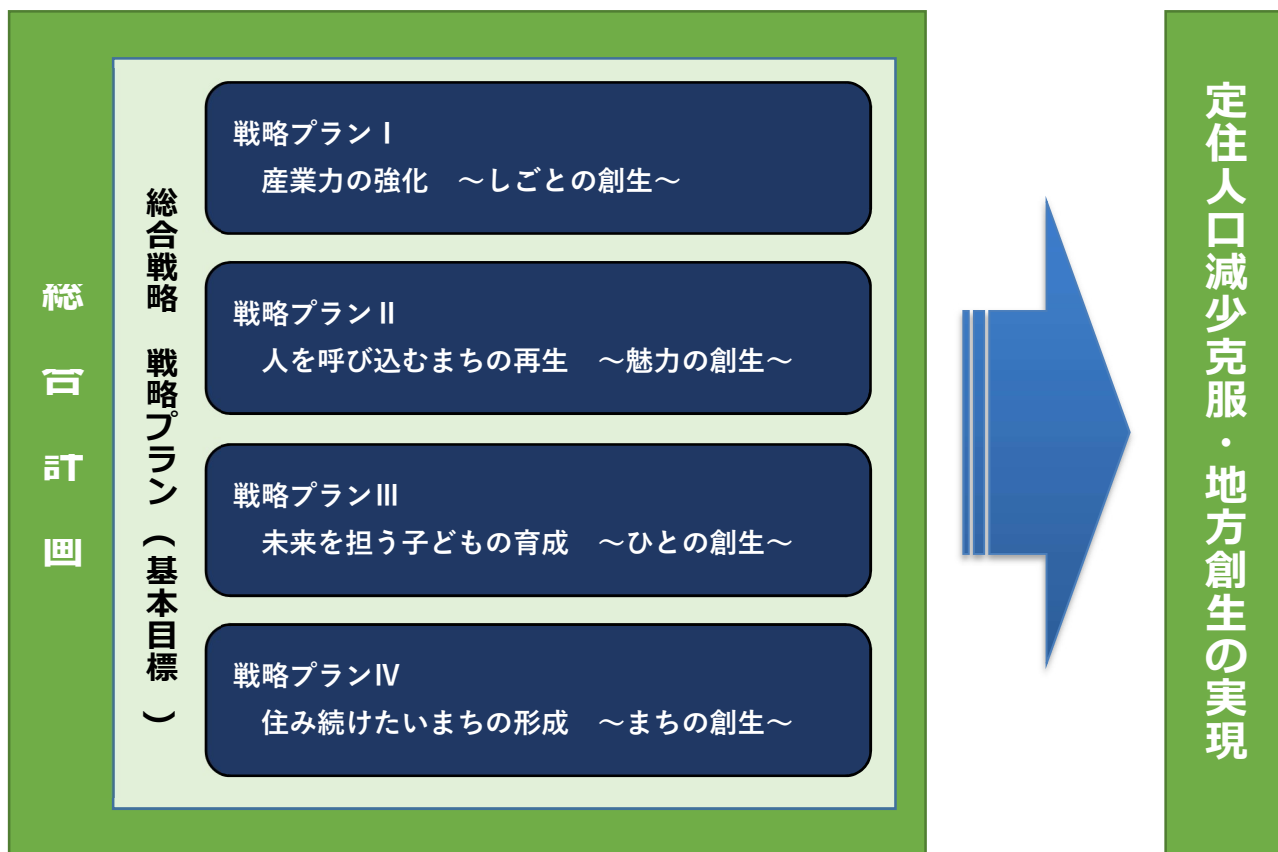 総合計画
総合戦略　戦略プラン（基本目標）
戦略プランⅠ
産業力の強化　～しごとの創生～
戦略プランⅡ
人を呼び込むまちの再生　～魅力の創生～
戦略プランⅢ
未来を担う子どもの育成　～ひとの創生～
戦略プランⅣ
住み続けたいまちの形成　～まちの創生～
定住人口減少克服・地方創生の実現